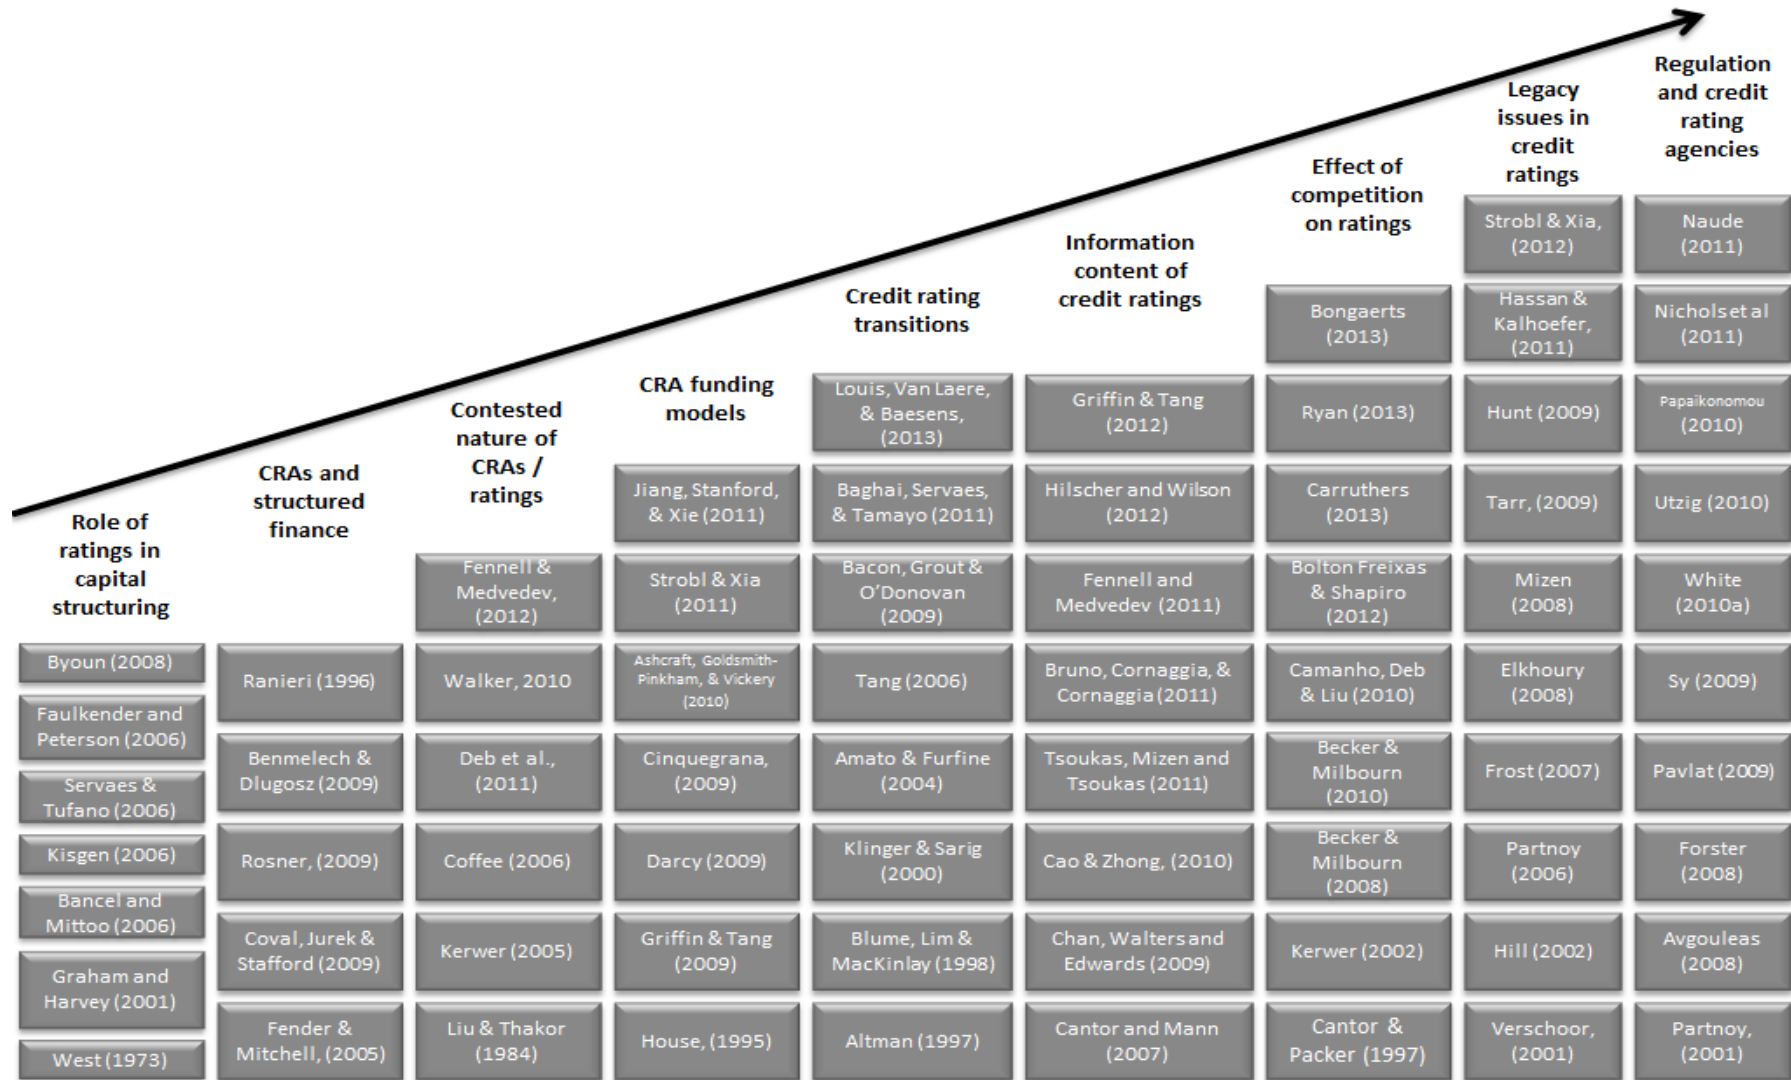 Role of
ratings in
capital
structuring
Byoun (2008)
Faulkender and
Peterson (2006)
Servaes &
Tufano (2006)
Kisgen (2006)
Bancel and
Mittoo (2006)
Graham and
Harvey (2001)
West (1973)
CRAs and
structured
finance
Ranieri (1996)
Benmelech &
Dlugosz (2009)
Rosner, (2009)
Coval, Jurek &
Stafford (2009)
Fender &
Mitchell, (2005)
Contested
nature of
CRAs /
ratings
Fennell &
Medvedev,
(2012)
Walker, 2010
Deb et al.,
(2011)
Coffee (2006)
Kerwer (2005)
Liu & Thakor
(1984)
CRA funding
models
Jiang, Stanford,
& Xie (2011)
Strobl & Xia
(2011)
Ashcraft, Goldsmith-
Pinkham, & Vickery
(2010)
Cinquegrana,
(2009)
Darcy (2009)
Griffin & Tang
(2009)
House, (1995)
Credit rating
transitions
Louis, Van Laere,
& Baesens,
(2013)
Baghai, Servaes,
& Tamayo (2011)
Bacon, Grout &
O'Donovan
(2009)
Tang (2006)
Amato & Furfine
(2004)
Klinger & Sarig
(2000)
Blume, Lim &
MacKinlay (1998)
Altman (1997)
Information
content of
credit ratings
Griffin & Tang
(2012)
Hilscher and Wilson
(2012)
Fennell and
Medvedev (2011)
Bruno, Cornaggia, &
Cornaggia (2011)
Tsoukas, Mizen and
Tsoukas (2011)
Cao & Zhong, (2010)
Chan, Walters and
Edwards (2009)
Cantor and Mann
(2007)
Effect of
competition
on ratings
Bongaerts
(2013)
Ryan (2013)
Carruthers
(2013)
Bolton Freixas
& Shapiro
(2012)
Camanho, Deb
& Liu (2010)
Becker &
Milbourn
(2010)
Becker &
Milbourn
(2008)
Kerwer (2002)
Cantor &
Packer (1997)
Legacy
issues in
credit
ratings
Strobl & Xia,
(2012)
Hassan &
Kalhoefer,
(2011)
Hunt (2009)
Tarr, (2009)
Mizen
(2008)
Elkhoury
(2008)
Frost (2007)
Partnoy
(2006)
Hill (2002)
Verschoor,
(2001)
Regulation
and credit
rating
agencies
Naude
(2011)
Nichols et al
(2011)
Papaikonomou
(2010)
Utzig (2010)
White
(2010a)
Sy (2009)
Pavlat (2009)
Forster
(2008)
Avgouleas
(2008)
Partnoy,
(2001)